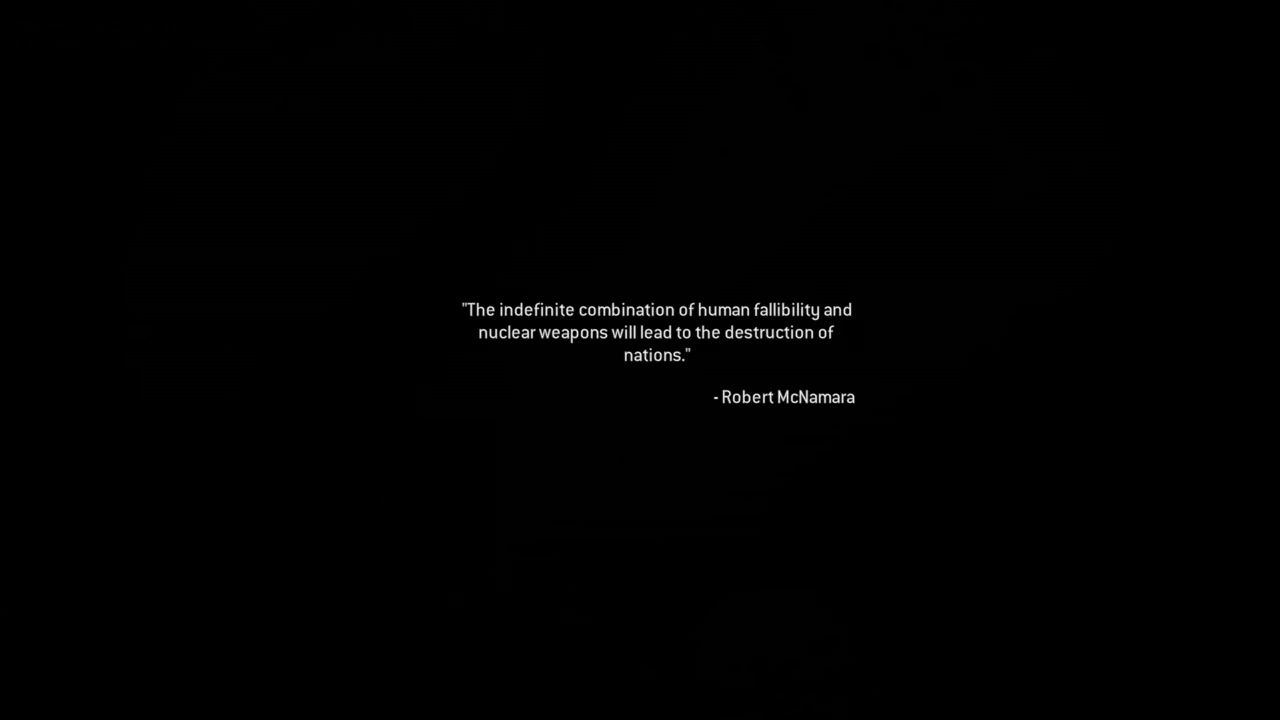 "The indefinite combination of human fallibility and
nuclear weapons will lead to the destruction of
nations."
- Robert McNamara